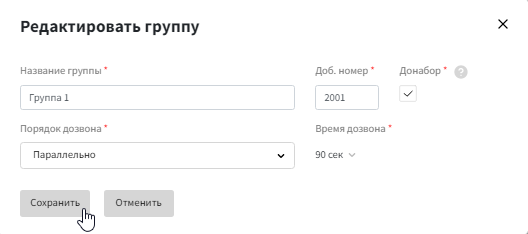 Редактировать группу
Название группы * Доб. номер * Донабор * ?
Группа 1 2001
Порядок дозвона * Время дозвона *
Параллельно 90 сек
Сохранить Отменить